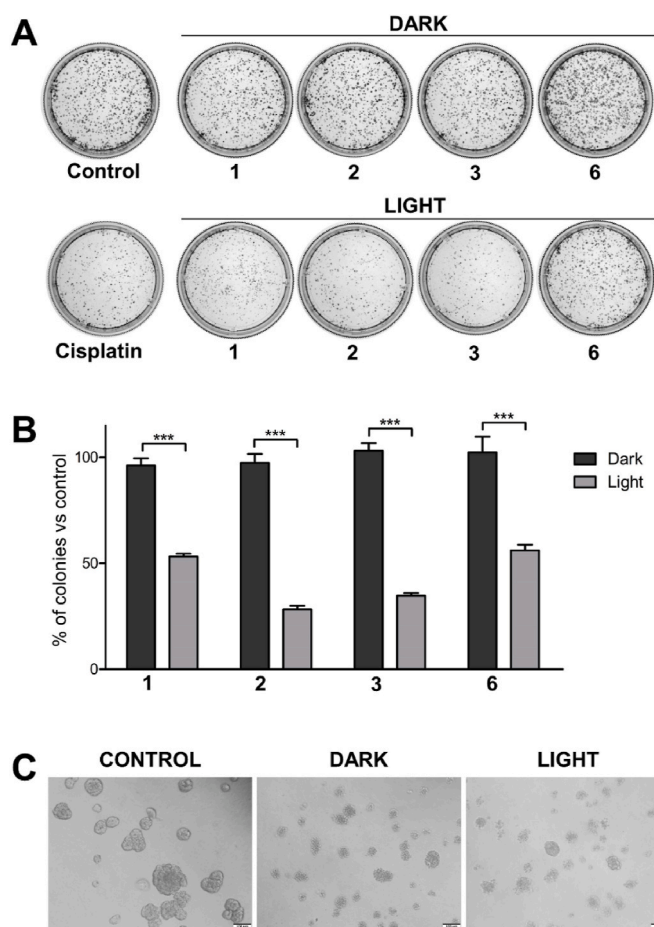 A
DARK
Control 1 2 3 6
LIGHT
Cisplatin 1 2 3 6
B
*** *** *** ***
100
50
0
% of colonies vs control
Dark
Light
1 2 3 6
C
CONTROL DARK LIGHT